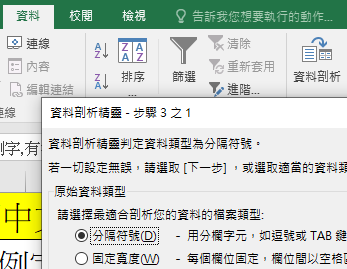 資料 校閱 檢視 告訴我您想要執行的動作...
連線 清除
內容 重新套用
編輯連結 排序 篩選 進階... 資料剖析
連線
資料剖析精靈 - 步驟 3 之 1
例字,有
資料剖析精靈判定資料類型為分隔符號。
若一切設定無誤，請選取 [下一步] ，或選取適當的資料類
原始資料類型
請選擇最適合剖析您的資料的檔案類型:
分隔符號(D) - 用分欄字元，如逗號或 TAB 鍵
固定寬度(W) - 每個欄位固定，欄位間以空格區